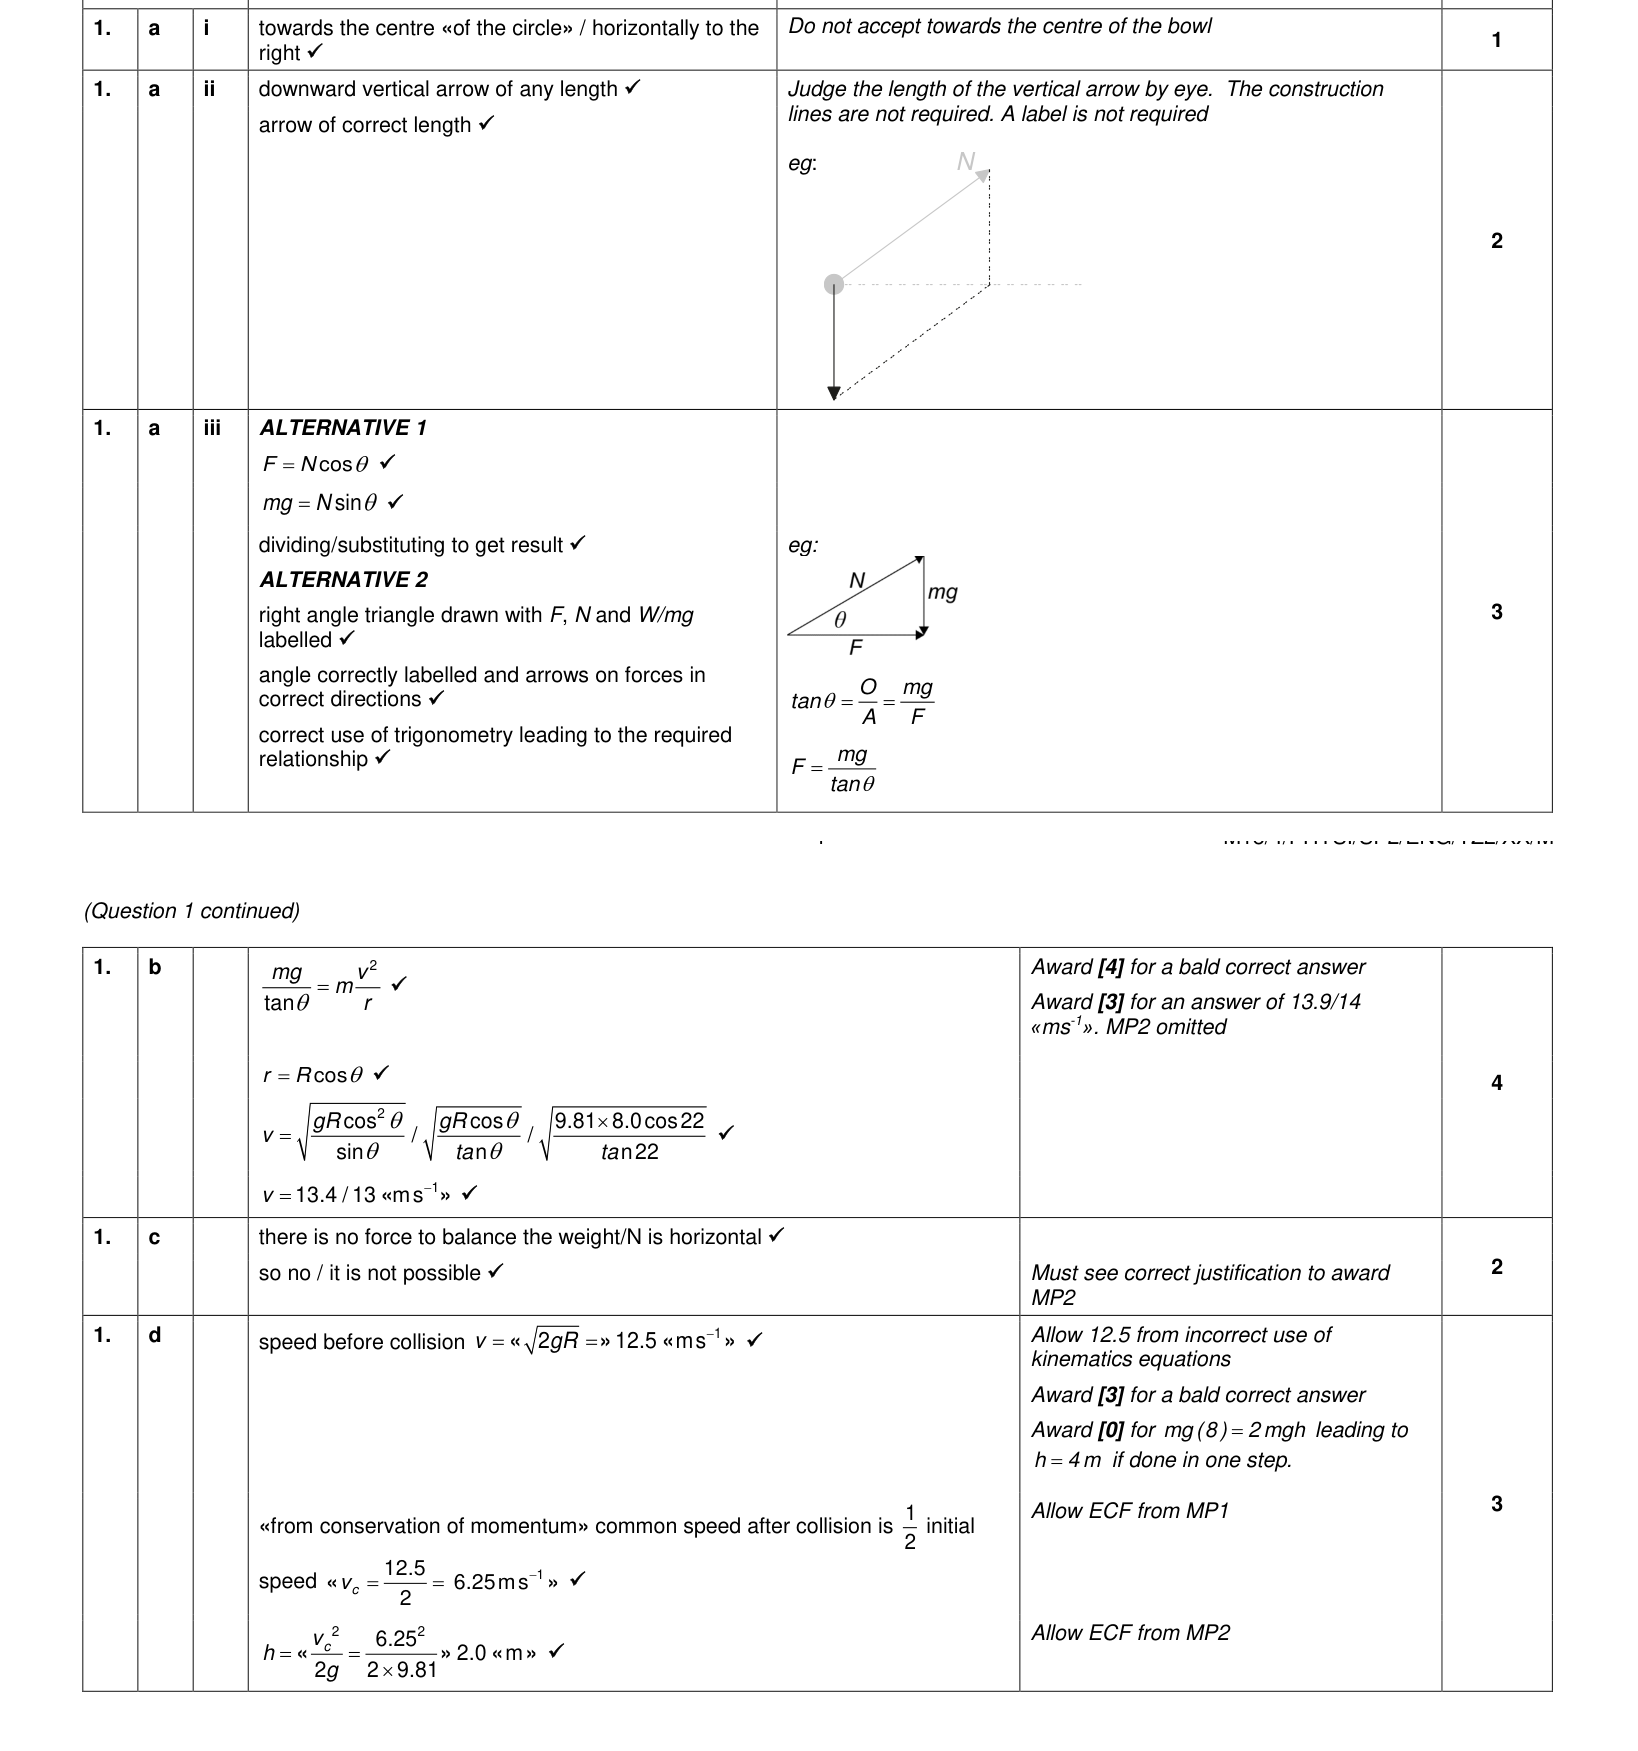 1. a i towards the centre «of the circle» / horizontally to the Do not accept towards the centre of the bowl 1
right ✓
1. a ii downward vertical arrow of any length ✓ Judge the length of the vertical arrow by eye. The construction
arrow of correct length ✓ lines are not required. A label is not required
eg: N
2
1. a iii ALTERNATIVE 1
F = N cos θ ✓
mg = N sin θ ✓
dividing/substituting to get result ✓ eg:
ALTERNATIVE 2
N mg
right angle triangle drawn with F, N and W/mg θ 3
labelled ✓ F
angle correctly labelled and arrows on forces in
correct directions ✓ tan θ = O/A = mg/F
correct use of trigonometry leading to the required
relationship ✓ F = mg/tan θ
(Question 1 continued)
1. b mg/tan θ = m v²/r ✓ Award [4] for a bald correct answer
Award [3] for an answer of 13.9/14
«ms⁻¹». MP2 omitted
r = R cos θ ✓ 4
v = √(gR cos² θ / sin θ) / √(gR cos θ / tan θ) / √(9.81 × 8.0 cos 22 / tan 22) ✓
v = 13.4 / 13 «m s⁻¹» ✓
1. c there is no force to balance the weight/N is horizontal ✓ 2
so no / it is not possible ✓ Must see correct justification to award
MP2
1. d speed before collision v = «√2gR =» 12.5 «m s⁻¹» ✓ Allow 12.5 from incorrect use of
kinematics equations
Award [3] for a bald correct answer
Award [0] for mg(8) = 2mgh leading to
h = 4 m if done in one step.
3
«from conservation of momentum» common speed after collision is 1/2 initial Allow ECF from MP1
speed «v_c = 12.5/2 = 6.25 m s⁻¹» ✓
h = «v_c²/2g = 6.25²/(2 × 9.81)» 2.0 «m» ✓ Allow ECF from MP2